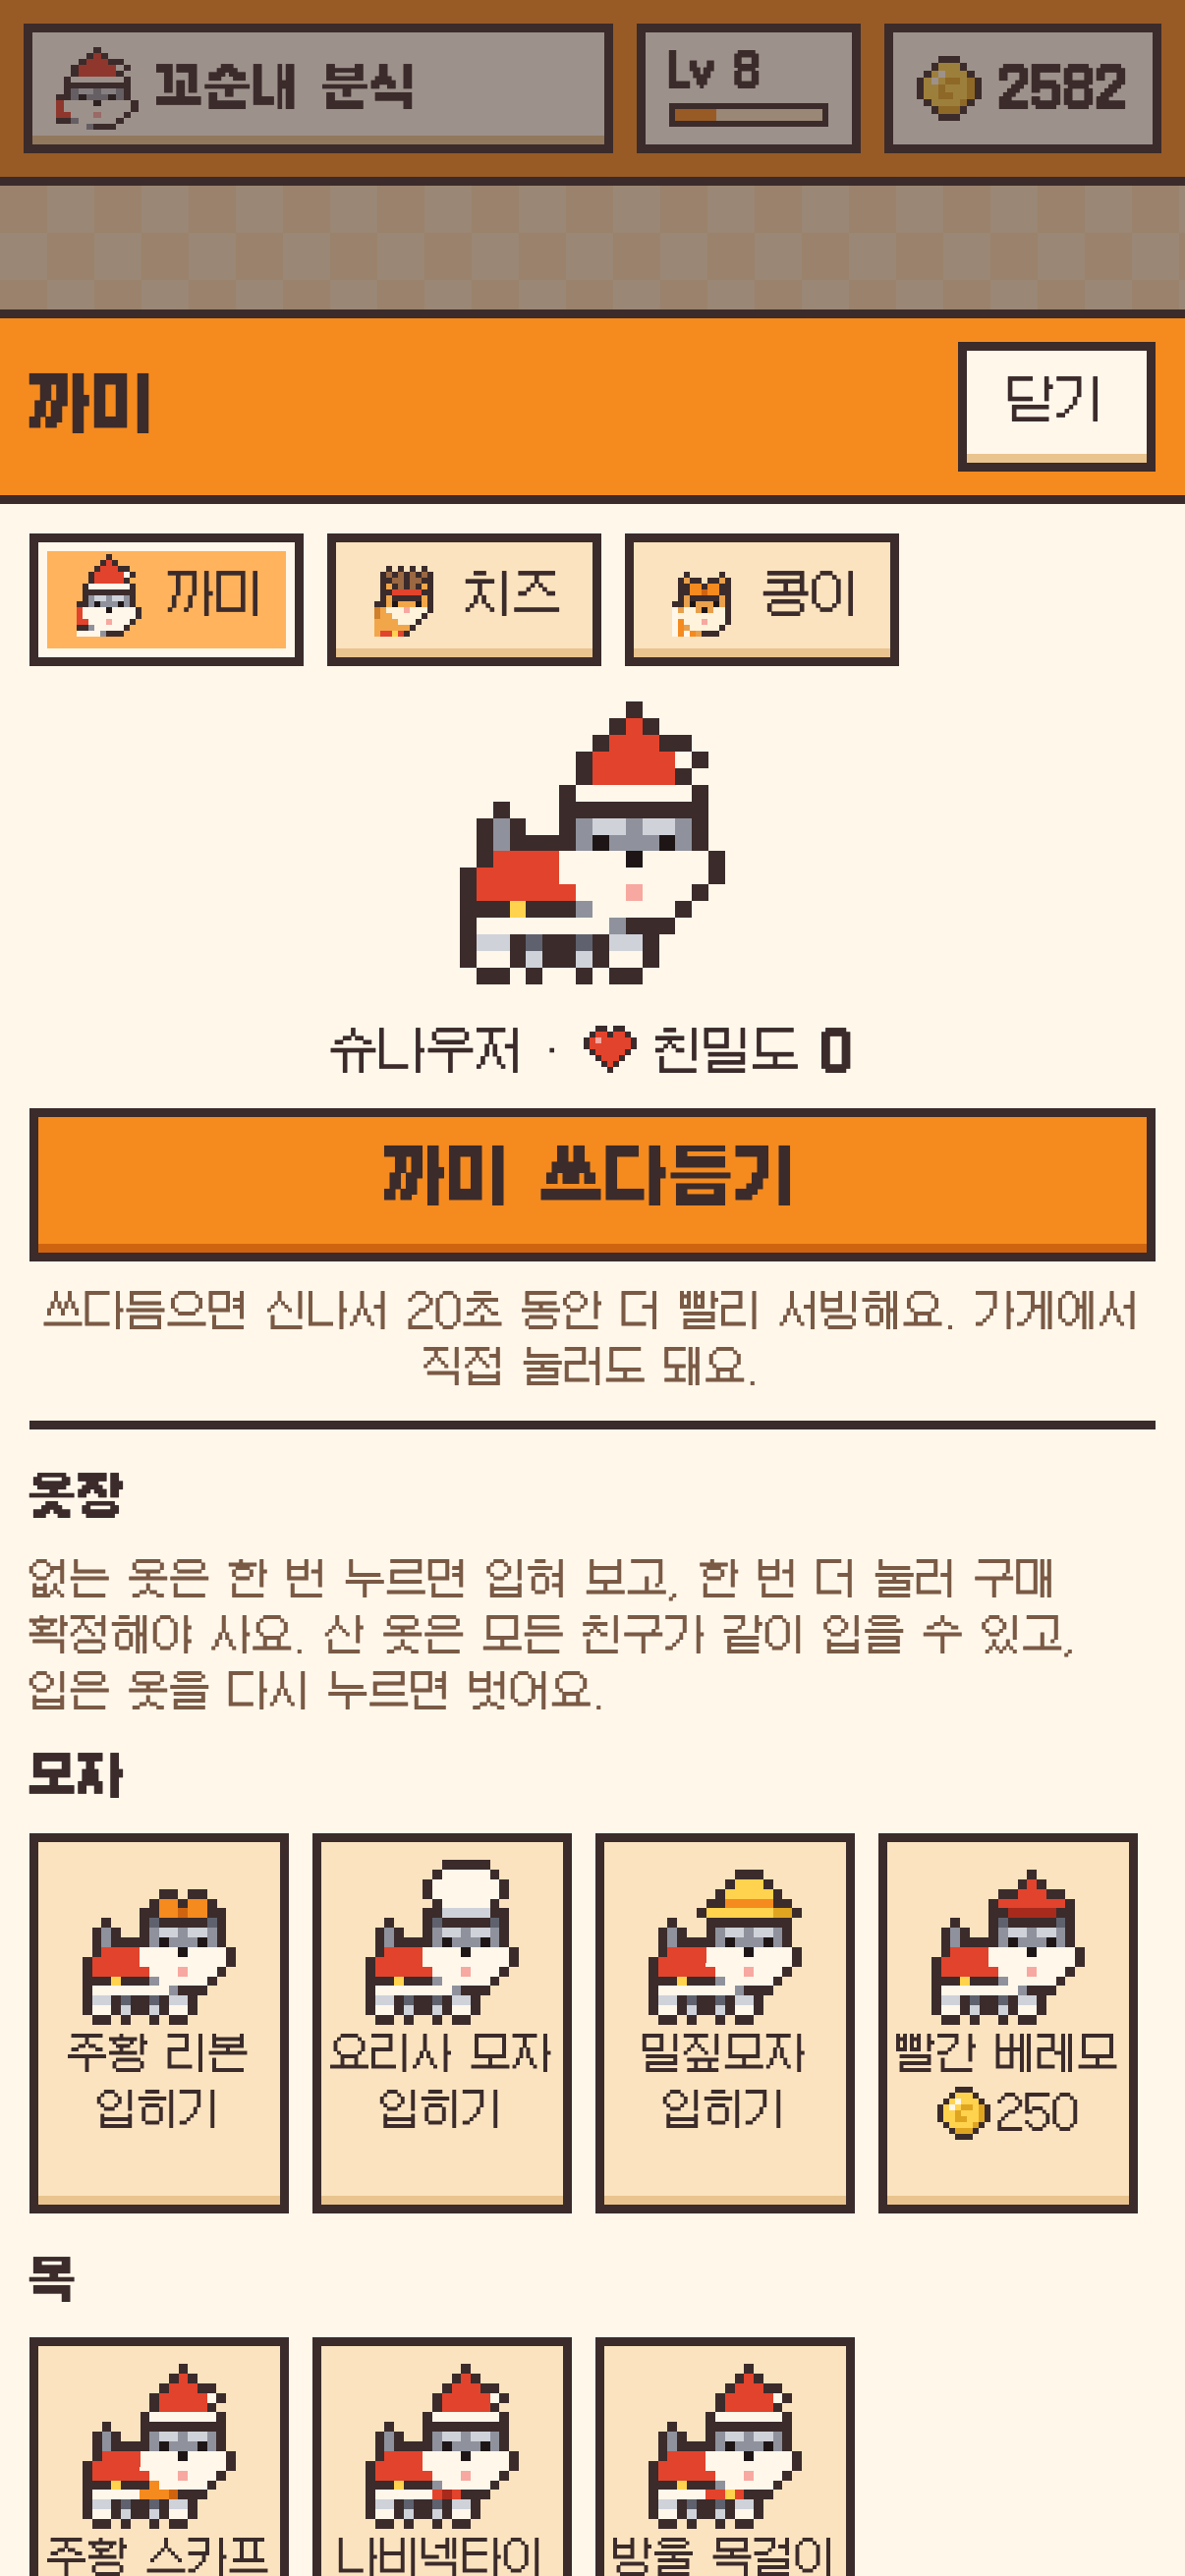 꼬순내 분식
Lv 8
2582
까미
닫기
까미
치즈
콩이
슈나우저 · 친밀도 0
까미 쓰다듬기
쓰다듬으면 신나서 20초 동안 더 빨리 서빙해요. 가게에서
직접 눌러도 돼요.
옷장
없는 옷은 한 번 누르면 입혀 보고, 한 번 더 눌러 구매
확정해야 사요. 산 옷은 모든 친구가 같이 입을 수 있고,
입은 옷을 다시 누르면 벗어요.
모자
주황 리본
입히기
요리사 모자
입히기
밀짚모자
입히기
빨간 베레모
250
목
주황 스카프
나비넥타이
방울 목걸이